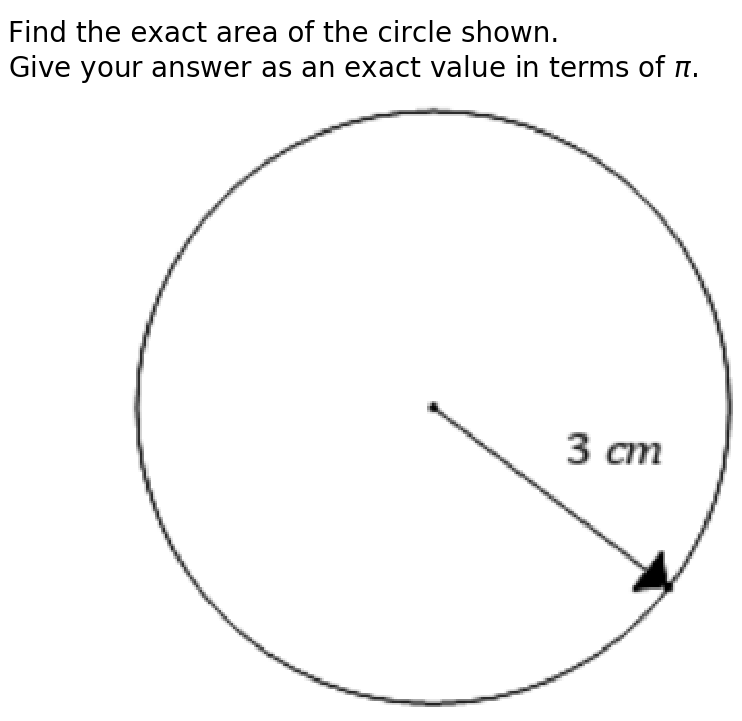 Find the exact area of the circle shown.
Give your answer as an exact value in terms of π.
3 cm